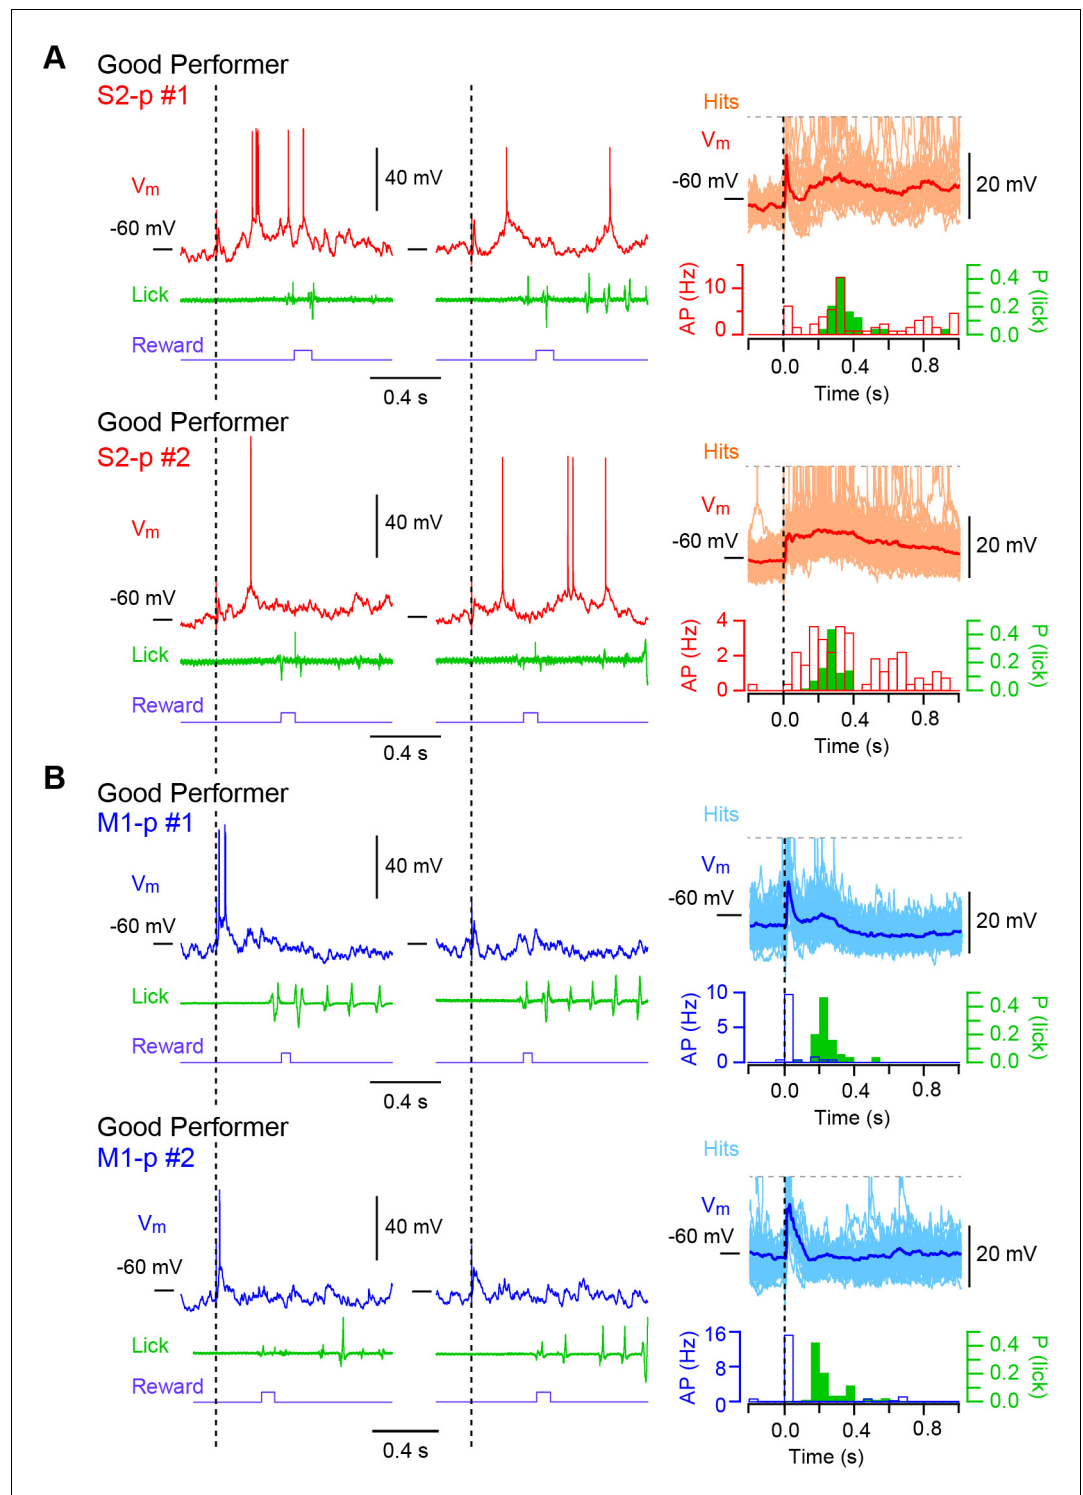 A
Good Performer
S2-p #1
Vm
-60 mV
40 mV
Lick
Reward
0.4 s
Hits
Vm
-60 mV
20 mV
AP (Hz)
10
0
0.4
0.2
0.0
P (lick)
0.0 0.4 0.8
Time (s)
Good Performer
S2-p #2
Vm
-60 mV
40 mV
Lick
Reward
0.4 s
Hits
Vm
-60 mV
20 mV
AP (Hz)
4
2
0
0.4
0.2
0.0
P (lick)
0.0 0.4 0.8
Time (s)
B
Good Performer
M1-p #1
Vm
-60 mV
40 mV
Lick
Reward
0.4 s
Hits
Vm
-60 mV
20 mV
AP (Hz)
10
5
0
0.4
0.2
0.0
P (lick)
0.0 0.4 0.8
Time (s)
Good Performer
M1-p #2
Vm
-60 mV
40 mV
Lick
Reward
0.4 s
Hits
Vm
-60 mV
20 mV
AP (Hz)
16
8
0
0.4
0.2
0.0
P (lick)
0.0 0.4 0.8
Time (s)